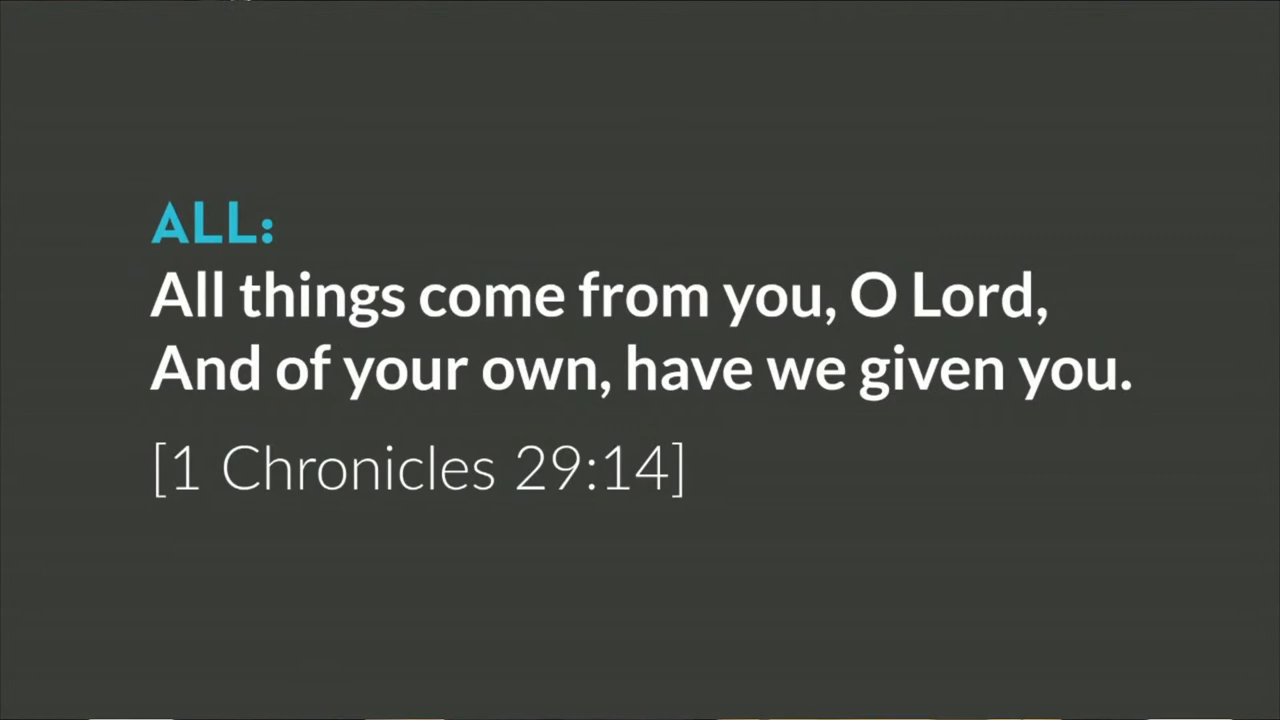 ALL:
All things come from you, O Lord,
And of your own, have we given you.
[1 Chronicles 29:14]